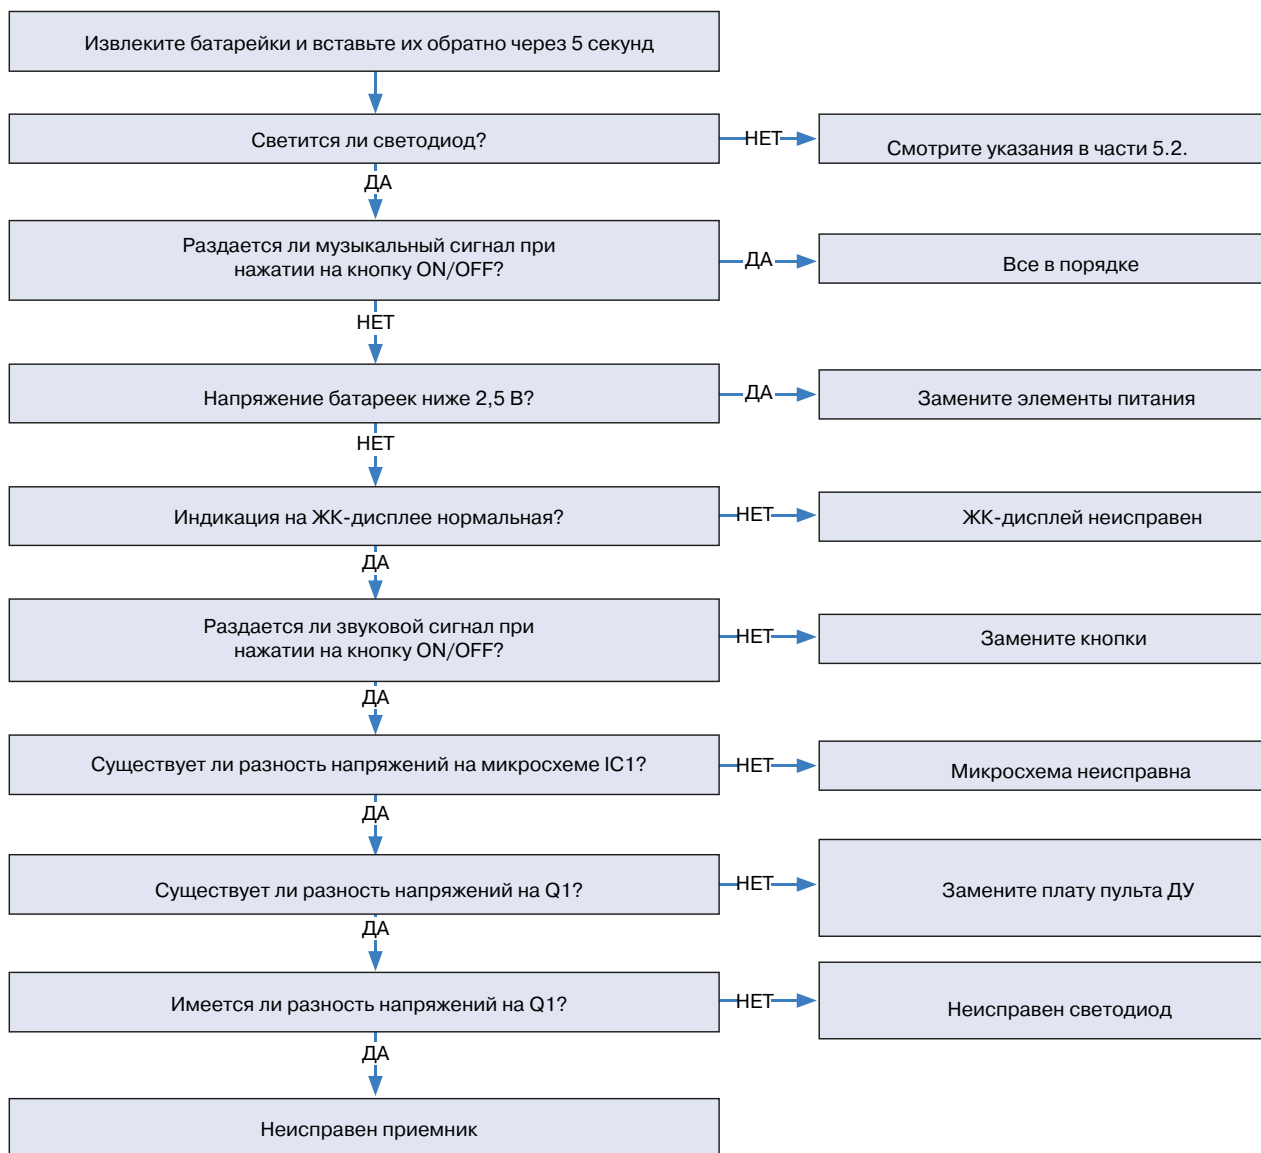 Извлеките батарейки и вставьте их обратно через 5 секунд
Светится ли светодиод?
НЕТ
Смотрите указания в части 5.2.
ДА
Раздается ли музыкальный сигнал при
нажатии на кнопку ON/OFF?
ДА
Все в порядке
НЕТ
Напряжение батареек ниже 2,5 В?
ДА
Замените элементы питания
НЕТ
Индикация на ЖК-дисплее нормальная?
НЕТ
ЖК-дисплей неисправен
ДА
Раздается ли звуковой сигнал при
нажатии на кнопку ON/OFF?
НЕТ
Замените кнопки
ДА
Существует ли разность напряжений на микросхеме IC1?
НЕТ
Микросхема неисправна
ДА
Существует ли разность напряжений на Q1?
НЕТ
Замените плату пульта ДУ
ДА
Имеется ли разность напряжений на Q1?
НЕТ
Неисправен светодиод
ДА
Неисправен приемник